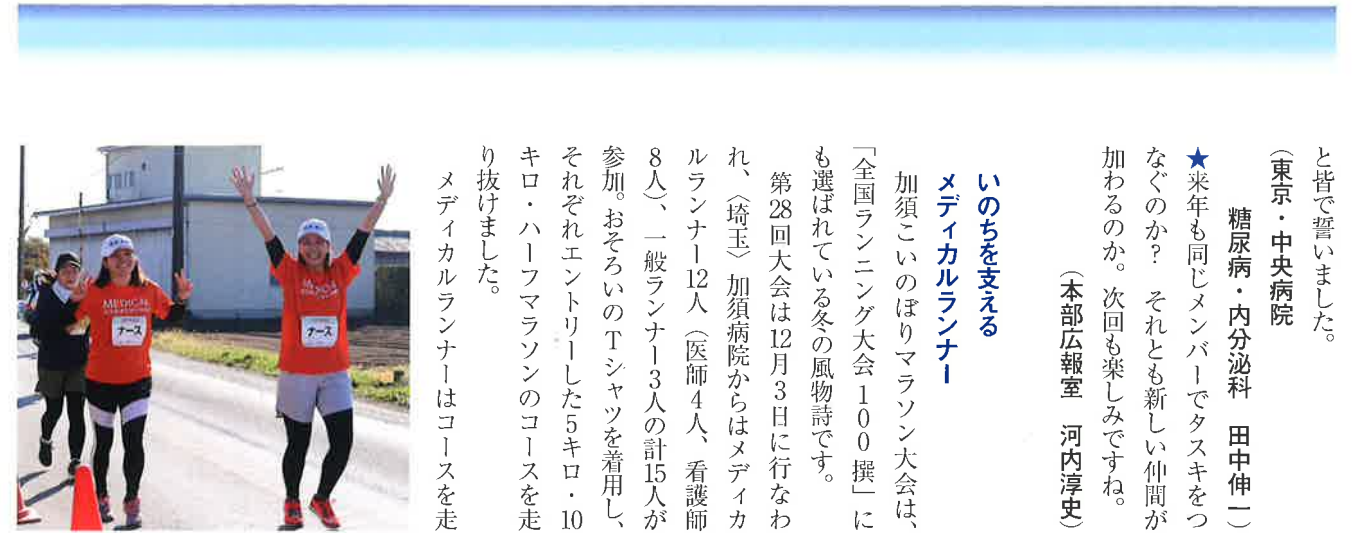 と皆で誓いました。
(東京・中央病院
糖尿病・内分泌科　田中伸一)
★来年も同じメンバーでタスキをつ
なぐのか?　それとも新しい仲間が
加わるのか。次回も楽しみですね。
(本部広報室　河内淳史)
いのちを支える
メディカルランナー
加須こいのぼりマラソン大会は、
「全国ランニング大会100撰」に
も選ばれている冬の風物詩です。
第28回大会は12月3日に行なわ
れ、〈埼玉〉加須病院からはメディカ
ルランナー12人(医師4人、看護師
8人)、一般ランナー3人の計15人が
参加。おそろいのTシャツを着用し、
それぞれエントリーした5キロ・10
キロ・ハーフマラソンのコースを走
り抜けました。
メディカルランナーはコースを走
MEDICAL
ナース
ナース